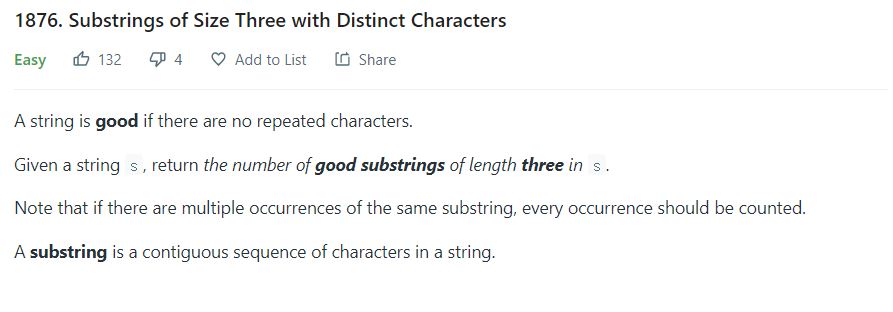 1876. Substrings of Size Three with Distinct Characters
Easy 132 4 Add to List Share
A string is good if there are no repeated characters.
Given a string s, return the number of good substrings of length three in s.
Note that if there are multiple occurrences of the same substring, every occurrence should be counted.
A substring is a contiguous sequence of characters in a string.